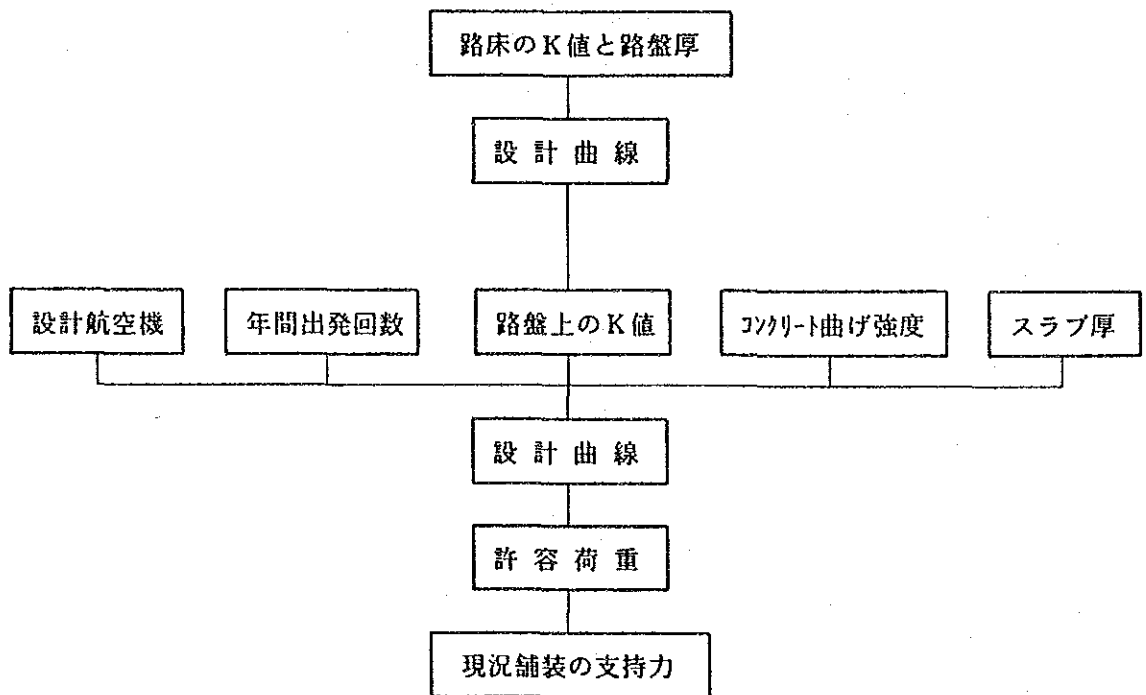 路床のK値と路盤厚
設計曲線
設計航空機
年間出発回数
路盤上のK値
コンクリート曲げ強度
スラブ厚
設計曲線
許容荷重
現況舗装の支持力